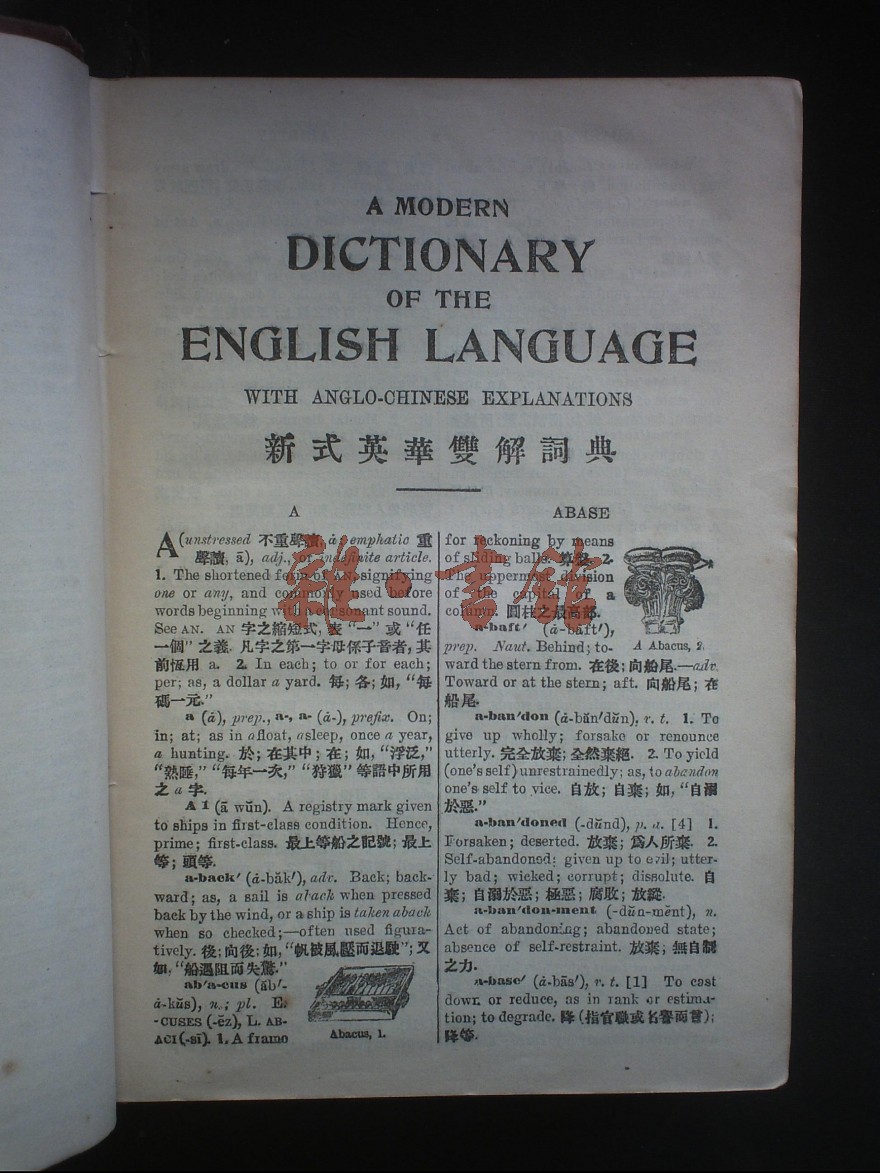 A MODERN
DICTIONARY
OF THE
ENGLISH LANGUAGE
WITH ANGLO-CHINESE EXPLANATIONS
新式英華雙解詞典
A
ABASE
A (unstressed 不重聲讀, ȧ; emphatic 重
聲讀, ā), adj., or indefinite article.
1. The shortened form of AN, signifying
one or any, and commonly used before
words beginning with a consonant sound.
See AN. AN 字之縮短式, 表 “一” 或 “任
一個” 之義. 凡字之第一字母係子音者, 其
前恆用 a. 2. In each; to or for each;
per; as, a dollar a yard. 每; 各; 如, “每
碼一元.”
a (ȧ), prep., a-, a- (ȧ-), prefix. On;
in; at; as in afloat, asleep, once a year,
a hunting. 於; 在其中; 在; 如, “浮泛,”
“熟睡,” “每年一次,” “狩獵” 等語中所用
之 a 字.
A 1 (ā wŭn). A registry mark given
to ships in first-class condition. Hence,
prime; first-class. 最上等船之記號; 最上
等; 頭等.
a-back′ (ȧ-băk′), adv. Back; back-
ward; as, a sail is aback when pressed
back by the wind, or a ship is taken aback
when so checked;—often used figura-
tively. 後; 向後; 如, “帆被風壓而退駛”; 又
如, “船遇阻而失驚.”
ab′a-cus (ăb′-
ȧ-kŭs), n.; pl. E.
-CUSES (-ĕz), L. AB-
ACI (-sī). 1. A frame
Abacus, 1.
for reckoning by means
of sliding balls. 算盤. 2.
The uppermost division
of the capital of a
column. 圓柱之最高部.
a-baft′ (ȧ-bȧft′),
prep. Naut. Behind; to-
A Abacus, 2.
ward the stern from. 在後; 向船尾.—adv.
Toward or at the stern; aft. 向船尾; 在
船尾.
a-ban′don (ȧ-băn′dŭn), v. t. 1. To
give up wholly; forsake or renounce
utterly. 完全放棄; 全然棄絕. 2. To yield
(one's self) unrestrainedly; as, to abandon
one's self to vice. 自放; 自棄; 如, “自溺
於惡.”
a-ban′doned (-dŭnd), p. a. [4] 1.
Forsaken; deserted. 放棄; 爲人所棄. 2.
Self-abandoned; given up to evil; utter-
ly bad; wicked; corrupt; dissolute. 自
棄; 自溺於惡; 極惡; 腐敗; 放縱.
a-ban′don-ment (-dŭn-mĕnt), n.
Act of abandoning; abandoned state;
absence of self-restraint. 放棄; 無自制
之力.
a-base′ (ȧ-bās′), v. t. [1] To cast
down or reduce, as in rank or estima-
tion; to degrade. 降 (指官職或名譽而言);
降等.
雜·書館